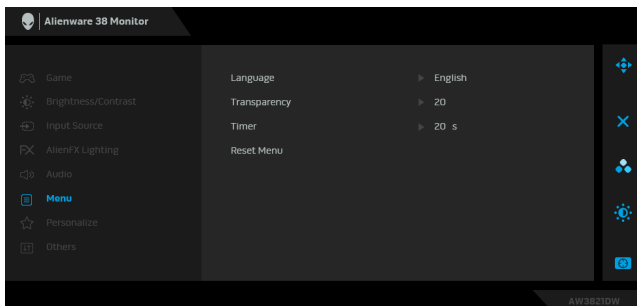 Alienware 38 Monitor
Game
Brightness/Contrast
Input Source
AlienFX Lighting
Audio
Menu
Personalize
Others
Language English
Transparency 20
Timer 20 s
Reset Menu
AW3821DW